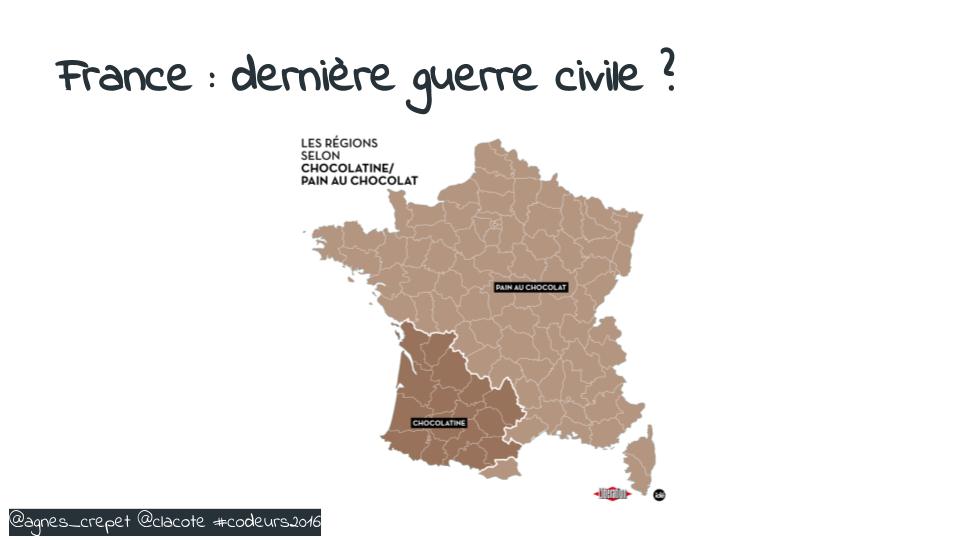 France : dernière guerre civile ?
LES RÉGIONS
SELON
CHOCOLATINE/
PAIN AU CHOCOLAT
PAIN AU CHOCOLAT
CHOCOLATINE
Libération
idé
@agnes_crepet @clacote #codeurs2016